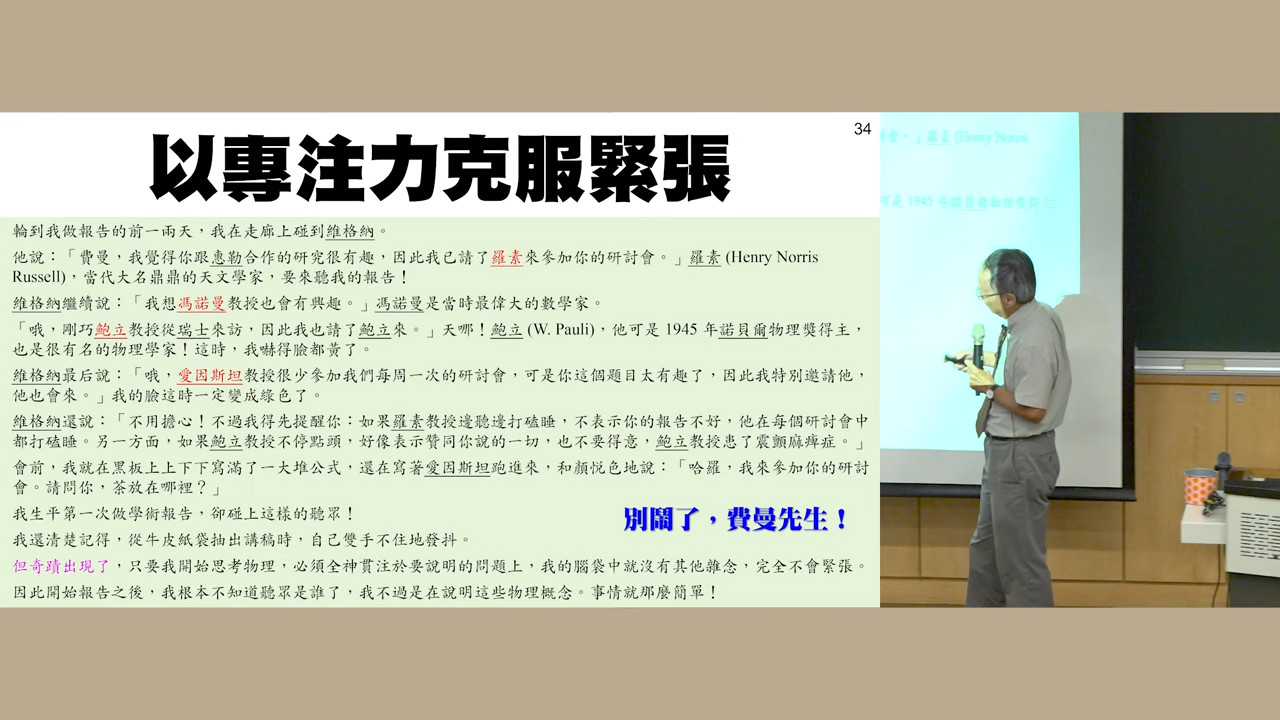 34
以專注力克服緊張
輪到我做報告的前一兩天，我在走廊上碰到維格納。
他說：「費曼，我覺得你跟惠勒合作的研究很有趣，因此我已請了羅素來參加你的研討會。」羅素 (Henry Norris
Russell)，當代大名鼎鼎的天文學家，要來聽我的報告！
維格納繼續說：「我想馮諾曼教授也會有興趣。」馮諾曼是當時最偉大的數學家。
「哦，剛巧鮑立教授從瑞士來訪，因此我也請了鮑立來。」天哪！鮑立 (W. Pauli)，他可是 1945 年諾貝爾物理獎得主，
也是很有名的物理學家！這時，我嚇得臉都黃了。
維格納最后說：「哦，愛因斯坦教授很少參加我們每周一次的研討會，可是你這個題目太有趣了，因此我特別邀請他，
他也會來。」我的臉這時一定變成綠色了。
維格納還說：「不用擔心！不過我得先提醒你：如果羅素教授邊聽邊打磕睡，不表示你的報告不好，他在每個研討會中
都打磕睡。另一方面，如果鮑立教授不停點頭，好像表示贊同你說的一切，也不要得意，鮑立教授患了震顫麻痺症。」
會前，我就在黑板上上下下寫滿了一大堆公式，還在寫著愛因斯坦跑進來，和顏悅色地說：「哈羅，我來參加你的研討
會。請問你，茶放在哪裡？」
我生平第一次做學術報告，卻碰上這樣的聽眾！
別鬧了，費曼先生！
我還清楚記得，從牛皮紙袋抽出講稿時，自己雙手不住地發抖。
但奇蹟出現了，只要我開始思考物理，必須全神貫注於要說明的問題上，我的腦袋中就沒有其他雜念，完全不會緊張。
因此開始報告之後，我根本不知道聽眾是誰了，我不過是在說明這些物理概念。事情就那麼簡單！
」羅素 (Henry Norris
可是 1945 年諾貝爾物理獎得主，